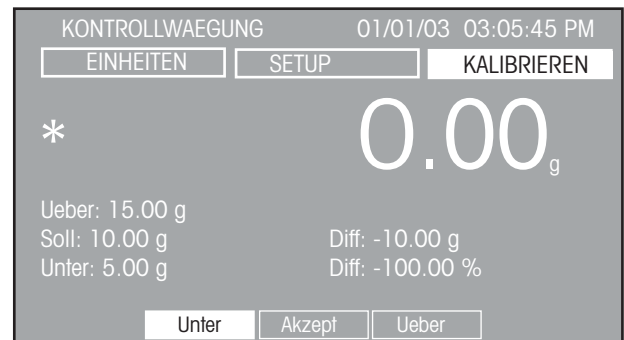 KONTROLLWAEGUNG 01/01/03 03:05:45 PM
EINHEITEN SETUP KALIBRIEREN
* 0.00 g
Ueber: 15.00 g
Soll: 10.00 g Diff: -10.00 g
Unter: 5.00 g Diff: -100.00 %
Unter Akzept Ueber